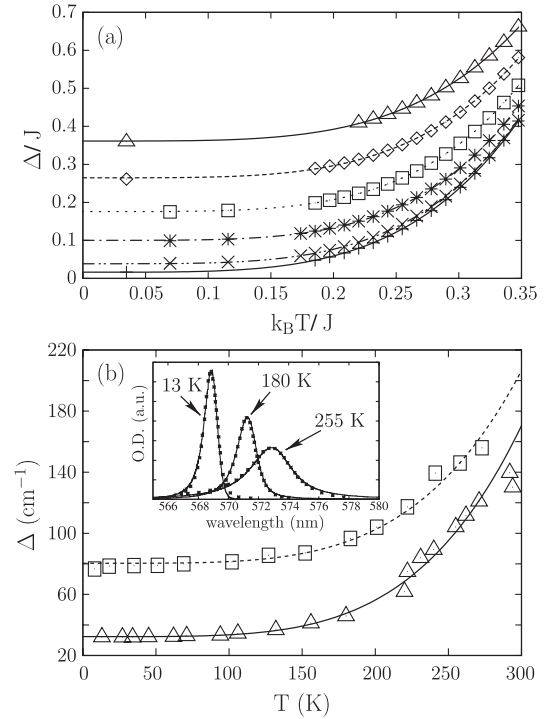 (a)
0.7
0.6
0.5
0.4
0.3
0.2
0.1
0
Δ/J
0 0.05 0.1 0.15 0.2 0.25 0.3 0.35
k_BT/J
(b)
220
180
140
100
60
20
Δ (cm⁻¹)
13 K
180 K
255 K
O.D. (a.u.)
566 568 570 572 574 576 578 580
wavelength (nm)
0 50 100 150 200 250 300
T (K)